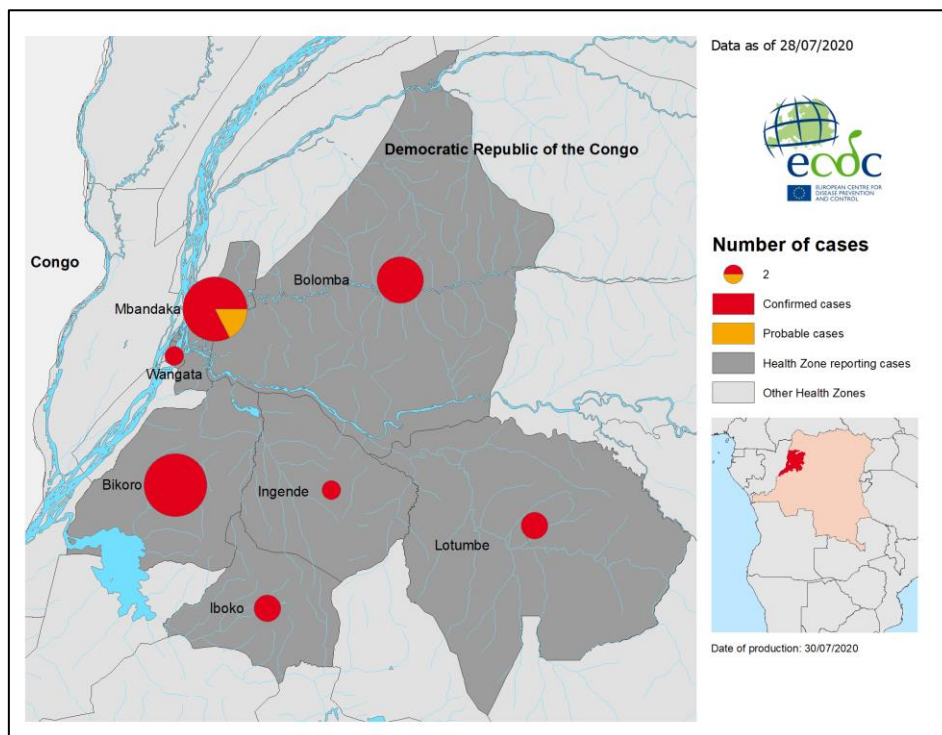 Data as of 28/07/2020
Democratic Republic of the Congo
ecdc
EUROPEAN CENTRE FOR
DISEASE PREVENTION
AND CONTROL
Congo
Number of cases
2
Confirmed cases
Probable cases
Health Zone reporting cases
Other Health Zones
Bolomba
Mbandaka
Wangata
Bikoro
Ingende
Lotumbe
Iboko
Date of production: 30/07/2020